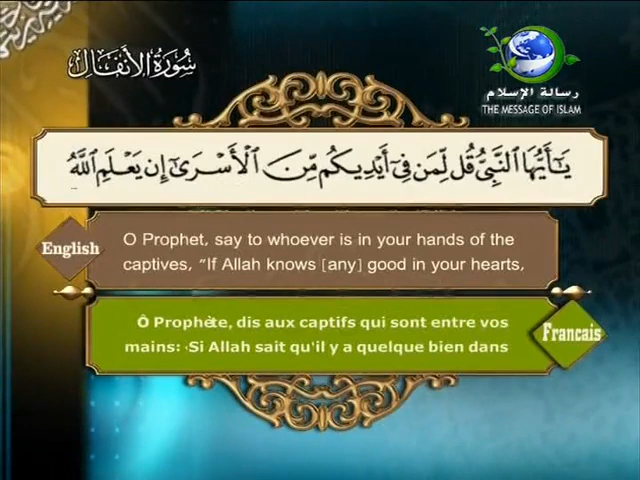 سُورَةُ الأَنفَال
رسالة الإسلام
THE MESSAGE OF ISLAM
يَٰٓأَيُّهَا ٱلنَّبِىُّ قُل لِّمَن فِىٓ أَيْدِيكُم مِّنَ ٱلْأَسْرَىٰٓ إِن يَعْلَمِ ٱللَّهُ
English
O Prophet, say to whoever is in your hands of the
captives, “If Allah knows [any] good in your hearts,
Ô Prophète, dis aux captifs qui sont entre vos
mains: ‹Si Allah sait qu'il y a quelque bien dans
Francais